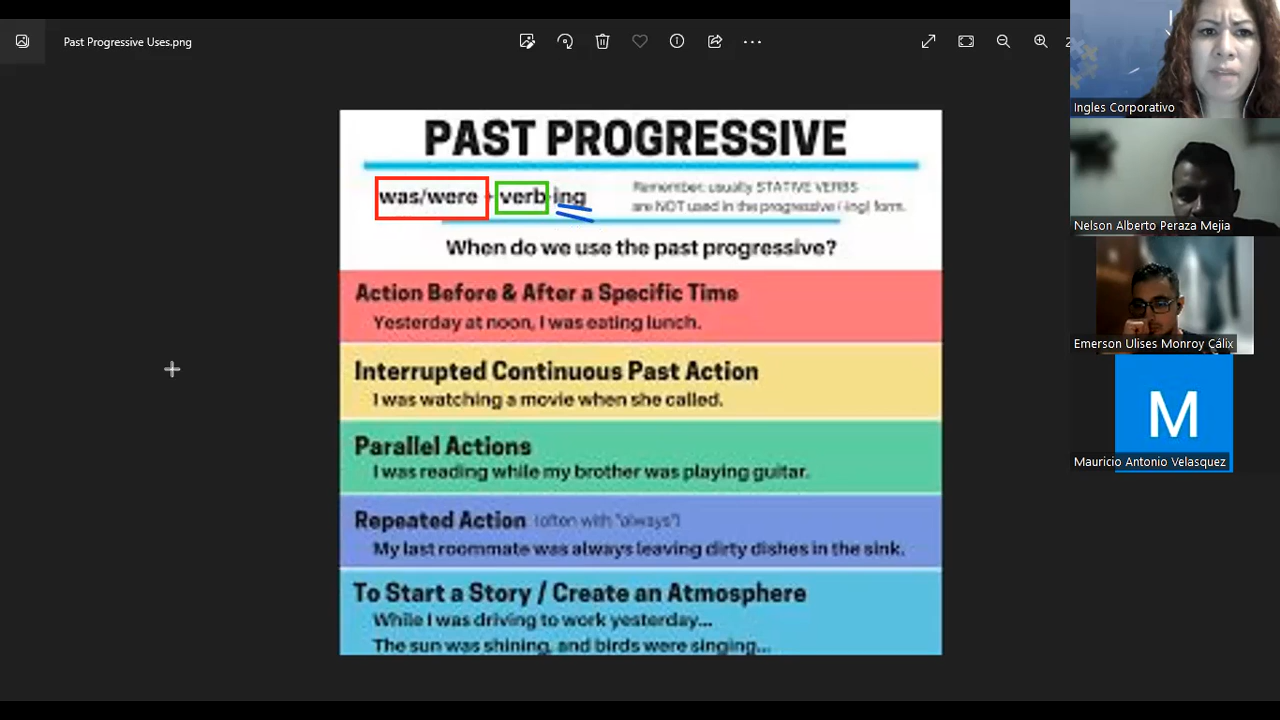 Past Progressive Uses.png
PAST PROGRESSIVE
was/were + verb-ing
Remember: usually STATIVE VERBS
are NOT used in the progressive (-ing) form.
When do we use the past progressive?
Action Before & After a Specific Time
Yesterday at noon, I was eating lunch.
Interrupted Continuous Past Action
I was watching a movie when she called.
Parallel Actions
I was reading while my brother was playing guitar.
Repeated Action (often with "always")
My last roommate was always leaving dirty dishes in the sink.
To Start a Story / Create an Atmosphere
While I was driving to work yesterday...
The sun was shining, and birds were singing...
Ingles Corporativo
Nelson Alberto Peraza Mejia
Emerson Ulises Monroy Cálix
M
Mauricio Antonio Velasquez